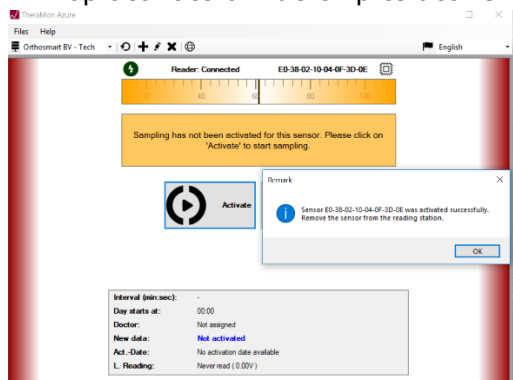 TheraMon Azure
Files Help
Orthosmart BV - Tech
English
Reader: Connected E0-38-02-10-04-0F-3D-0E
20 40 60 80 100
Sampling has not been activated for this sensor. Please click on
'Activate' to start sampling.
Activate
Remark
Sensor E0-38-02-10-04-0F-3D-0E was activated successfully.
Remove the sensor from the reading station.
OK
Interval (min:sec): -
Day starts at: 00:00
Doctor: Not assigned
New data: Not activated
Act.-Date: No activation date available
L. Reading: Never read ( 0.00V )